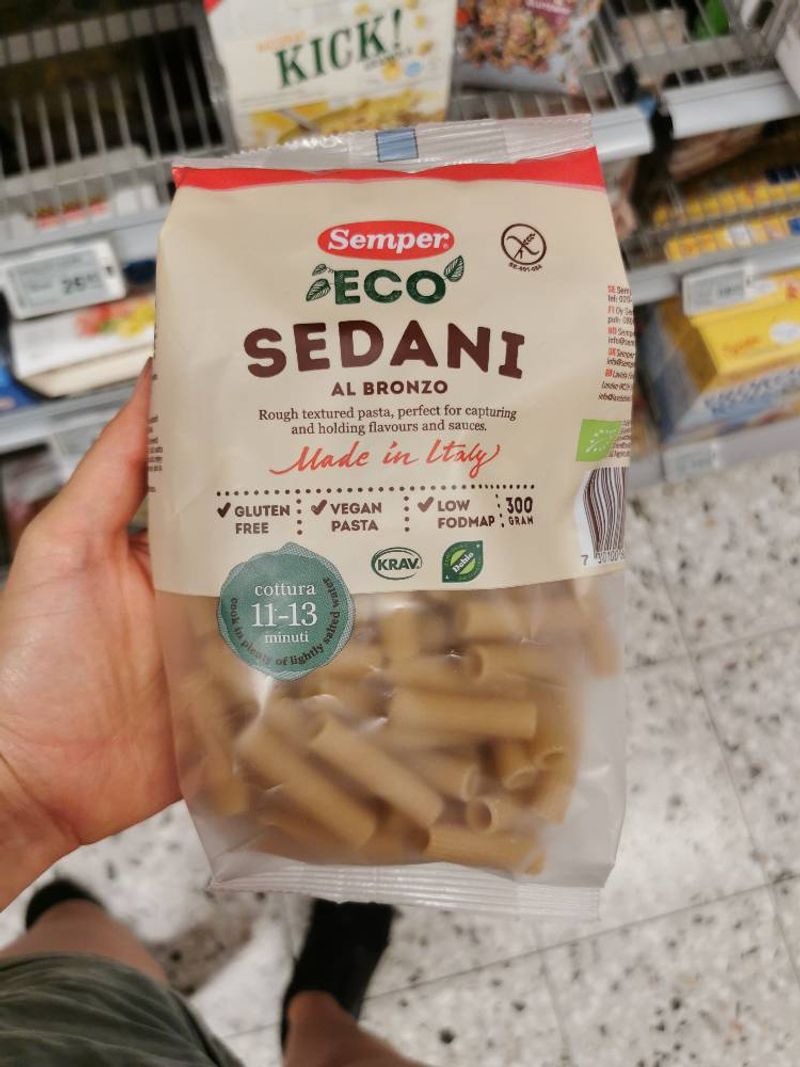 KICK!
Semper
ECO
SEDANI
AL BRONZO
Rough textured pasta, perfect for capturing
and holding flavours and sauces.
Made in Italy
GLUTEN
FREE
VEGAN
PASTA
LOW
FODMAP
300
GRAM
KRAV
Debio
cottura
11-13
minuti
cook in plenty of lightly salted water